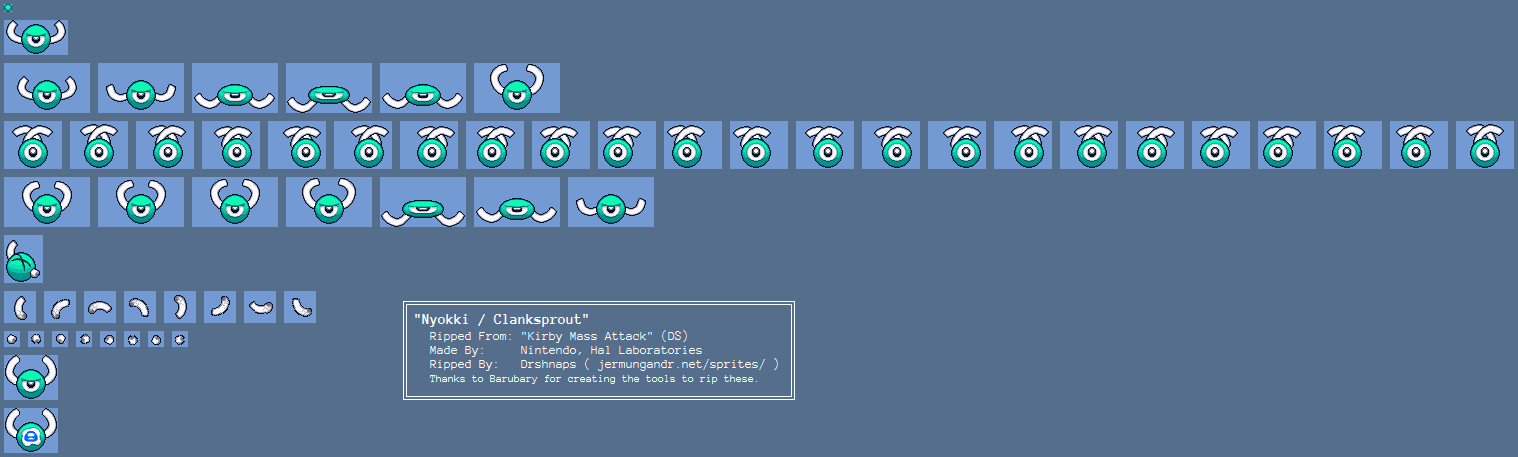 "Nyokki / Clanksprout"
Ripped From: "Kirby Mass Attack" (DS)
Made By: Nintendo, Hal Laboratories
Ripped By: Drshnaps ( jermungandr.net/sprites/ )
Thanks to Barubary for creating the tools to rip these.